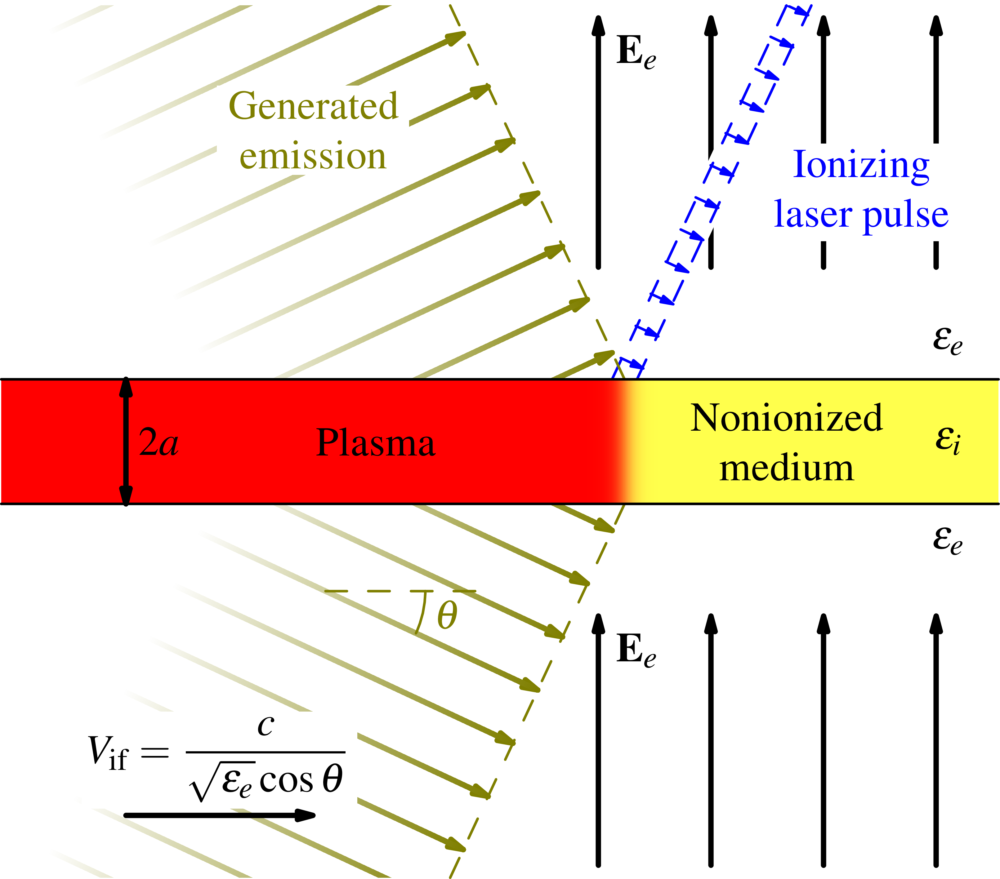 E_e
Generated
emission
Ionizing
laser pulse
ε_e
2a
Plasma
Nonionized
medium
ε_i
ε_e
θ
E_e
V_if = c / √ε_e cos θ